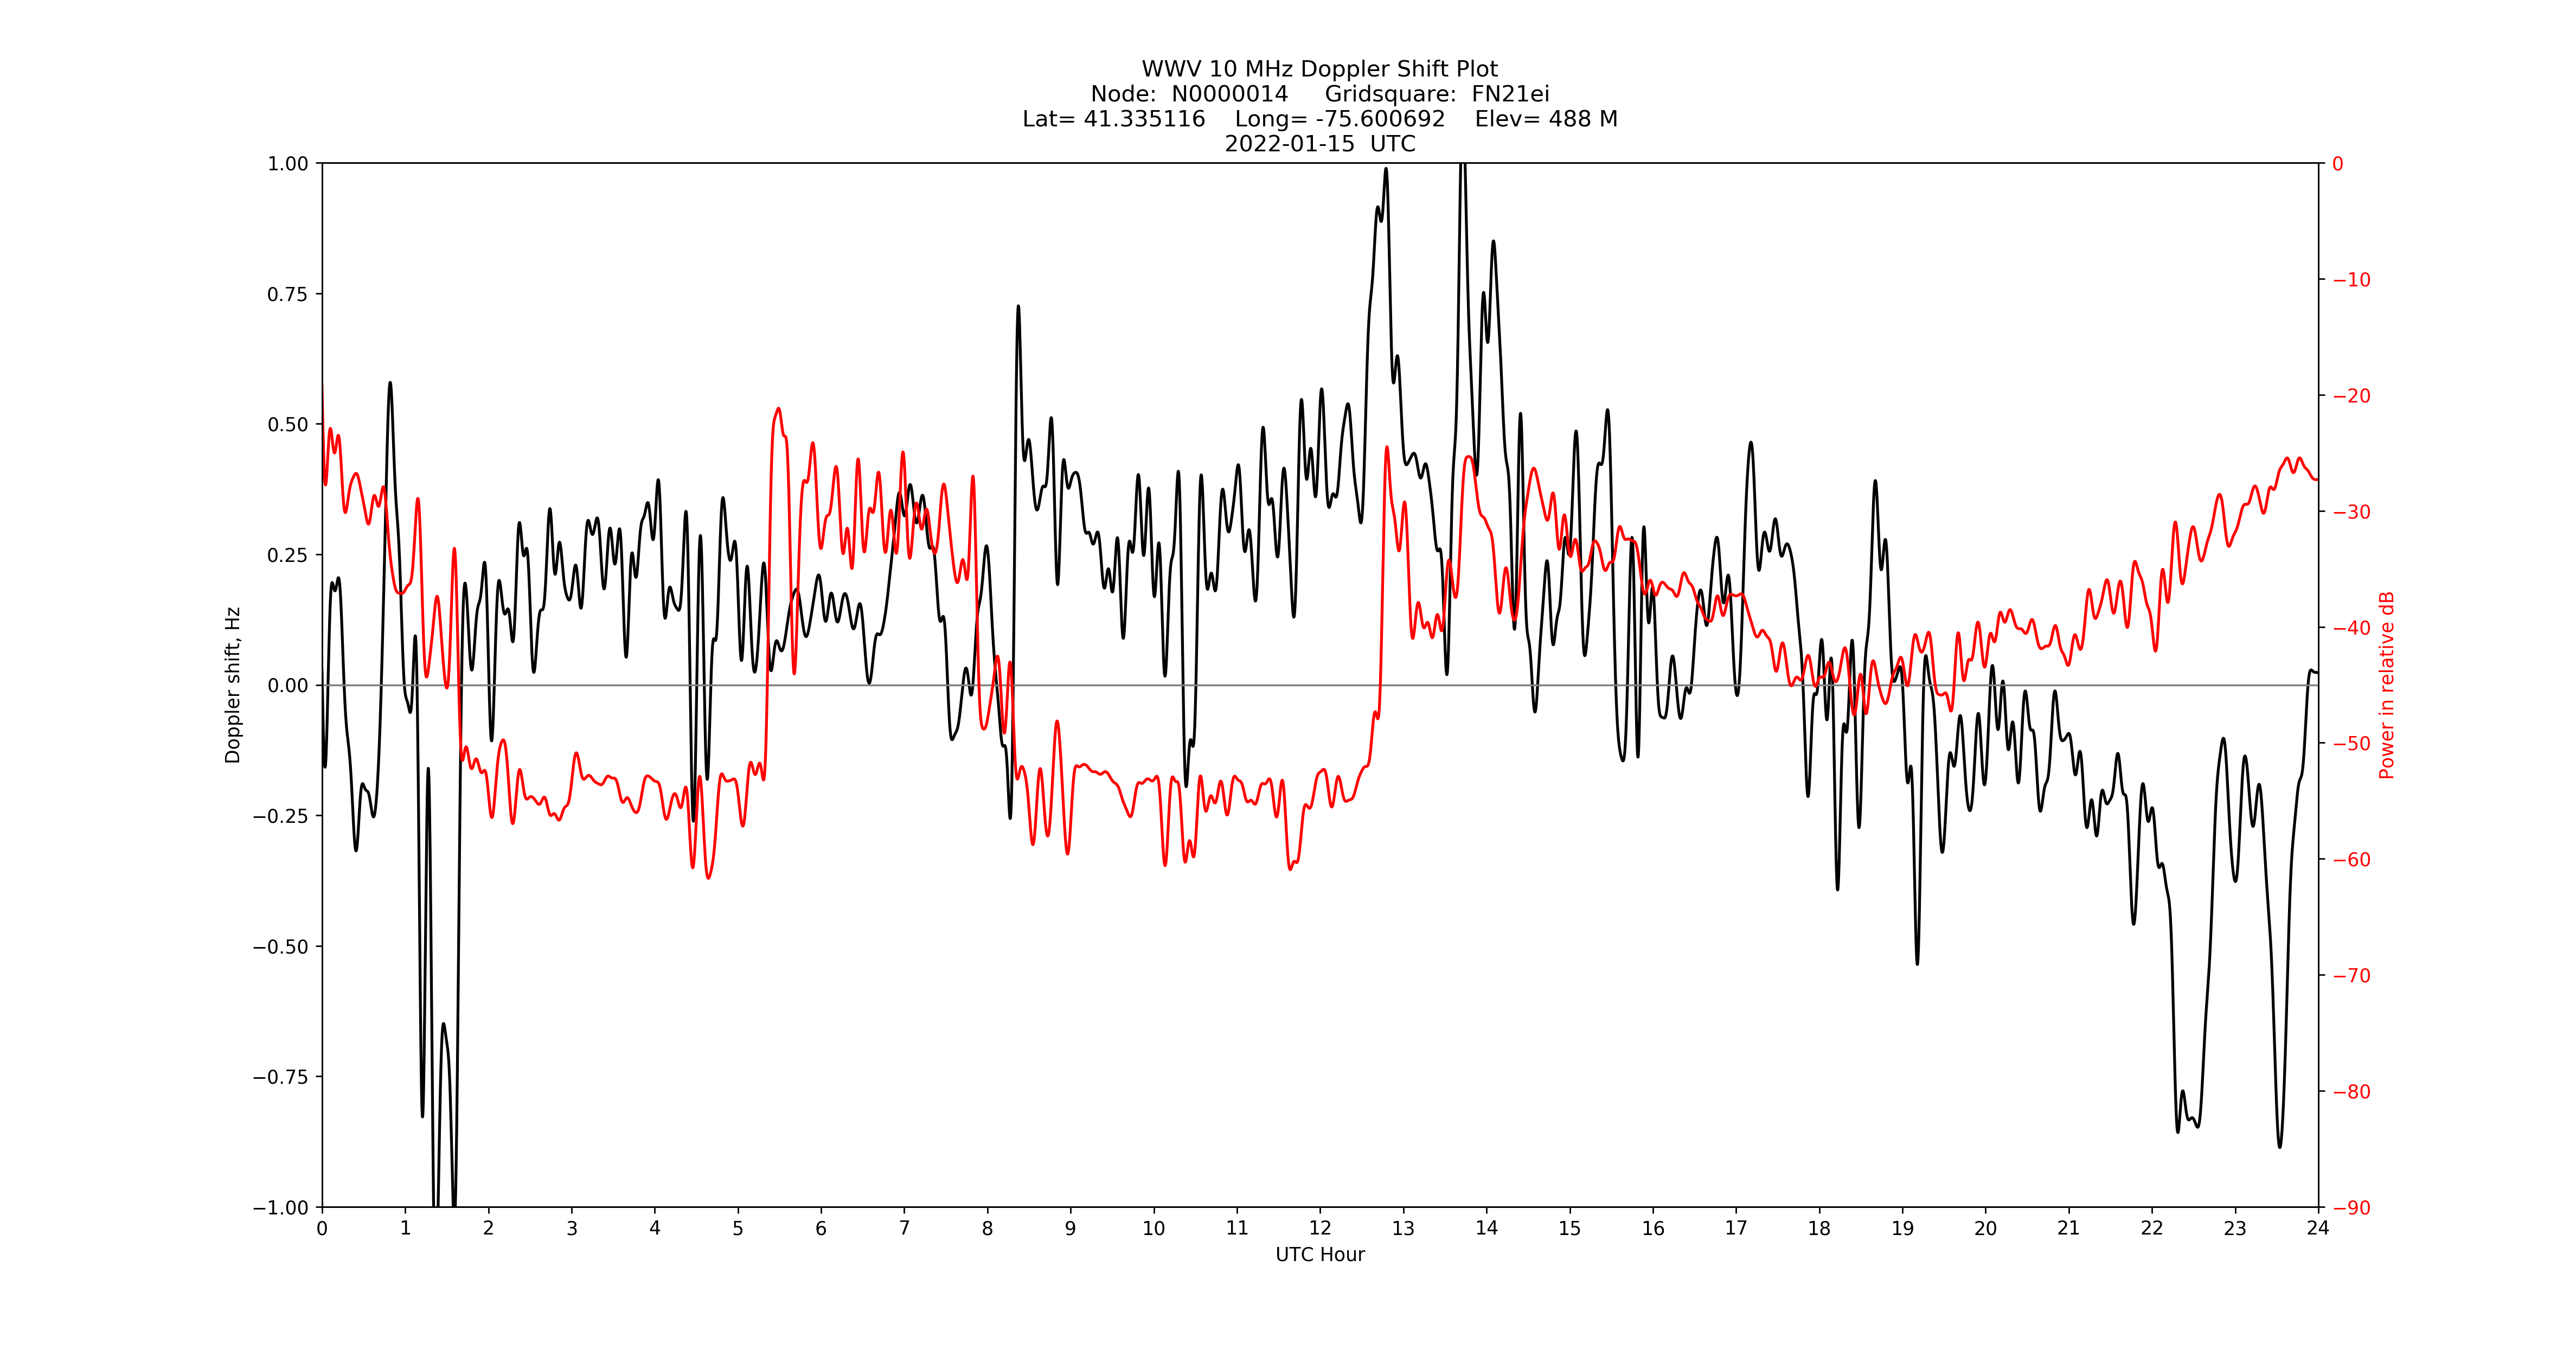 WWV 10 MHz Doppler Shift Plot
Node:  N0000014     Gridsquare:  FN21ei
Lat= 41.335116    Long= -75.600692    Elev= 488 M
2022-01-15  UTC
1.00
0.75
0.50
0.25
0.00
−0.25
−0.50
−0.75
−1.00
Doppler shift, Hz
0
−10
−20
−30
−40
−50
−60
−70
−80
−90
Power in relative dB
0 1 2 3 4 5 6 7 8 9 10 11 12 13 14 15 16 17 18 19 20 21 22 23 24
UTC Hour